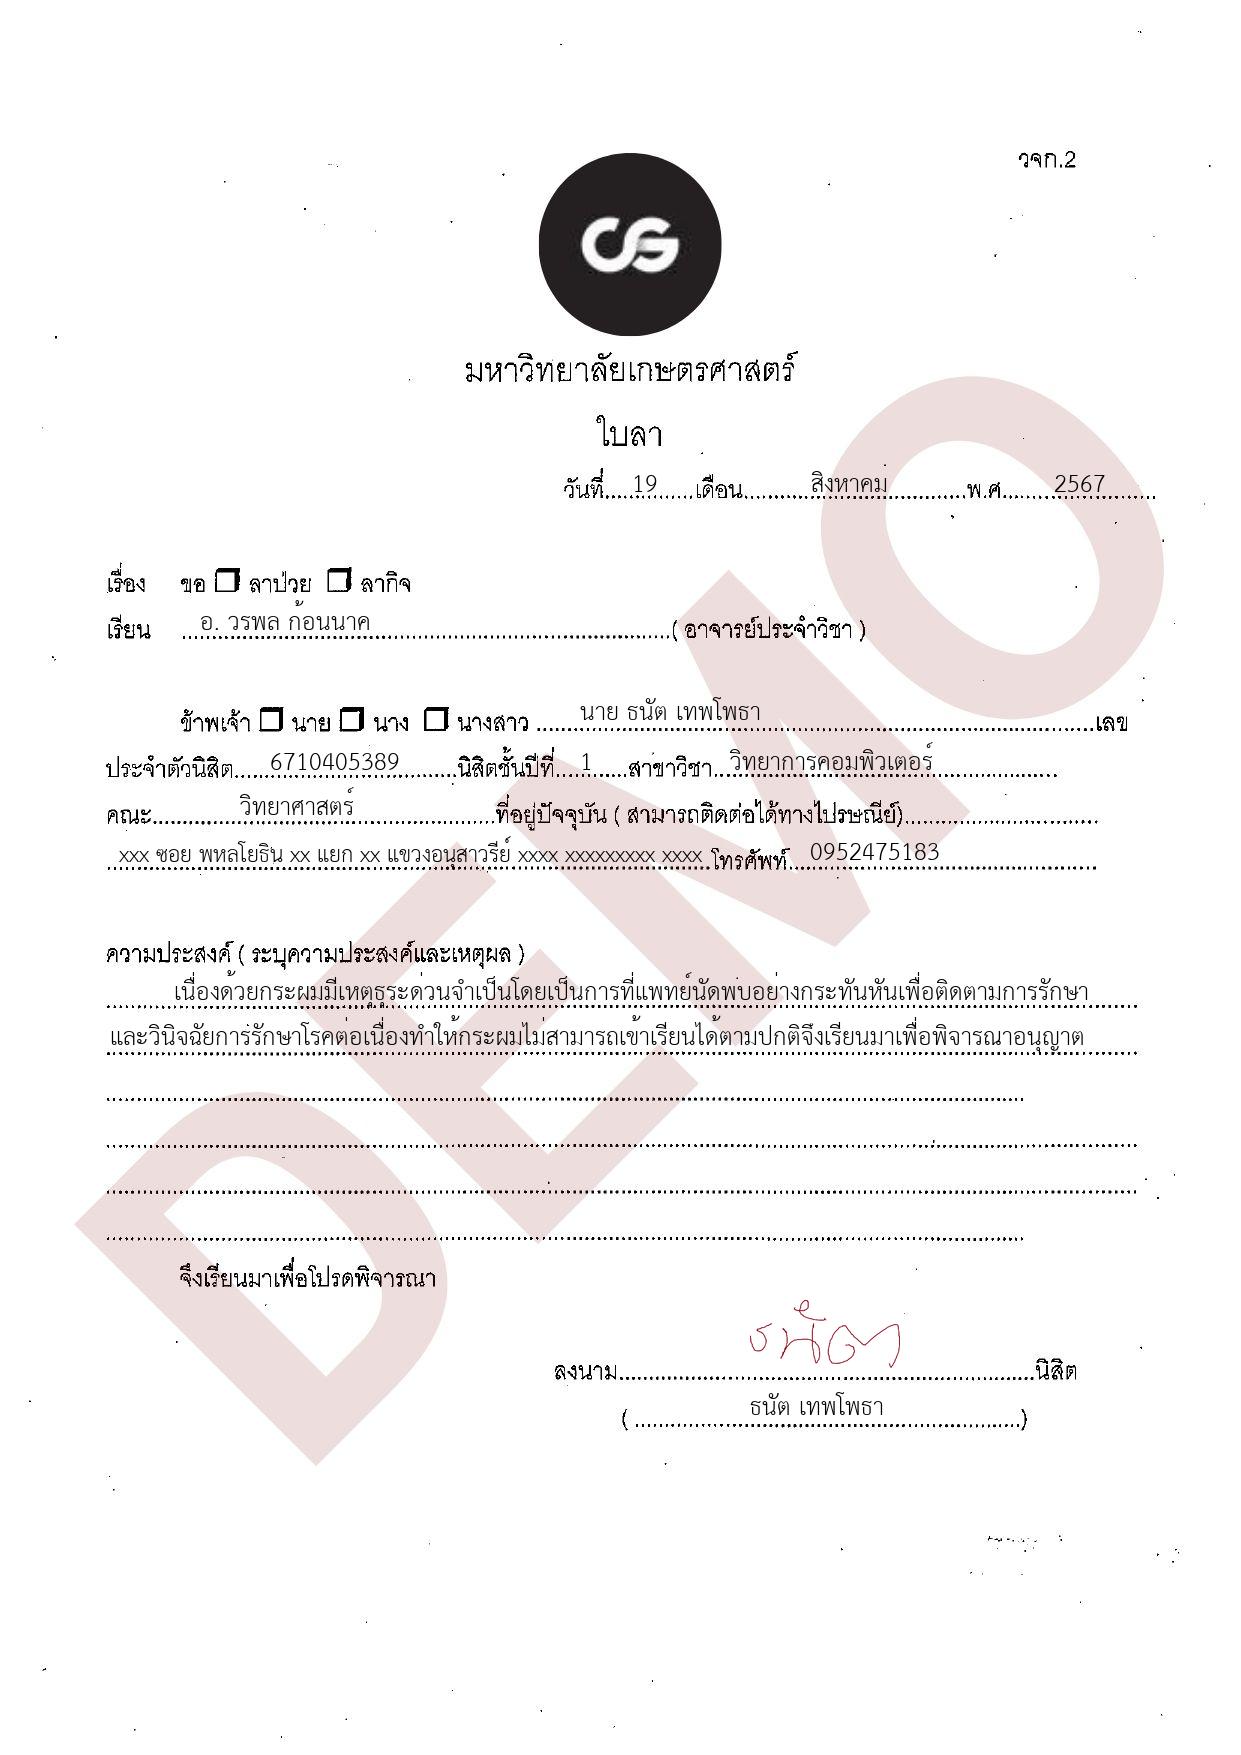 วจก.2
CS
มหาวิทยาลัยเกษตรศาสตร์
ใบลา
วันที่.....19.......เดือน...........สิงหาคม.............พ.ศ.........2567........
เรื่อง ขอ ☐ ลาป่วย ☐ ลากิจ
เรียน ...อ. วรพล ก้อนนาค..................................................( อาจารย์ประจำวิชา )
ข้าพเจ้า ☐ นาย ☐ นาง ☐ นางสาว .......นาย ธนัต เทพโพธา..................................................เลข
ประจำตัวนิสิต......6710405389..........นิสิตชั้นปีที่....1......สาขาวิชา...วิทยาการคอมพิวเตอร์....................
คณะ..............วิทยาศาสตร์........................ที่อยู่ปัจจุบัน ( สามารถติดต่อได้ทางไปรษณีย์)................................
xxx ซอย พหลโยธิน xx แยก xx แขวงอนุสาวรีย์ xxxx xxxxxxxxx xxxx โทรศัพท์....0952475183..........................
ความประสงค์ ( ระบุความประสงค์และเหตุผล )
เนื่องด้วยกระผมมีเหตุธุระด่วนจำเป็นโดยเป็นการที่แพทย์นัดพบอย่างกระทันหันเพื่อติดตามการรักษา
และวินิจฉัยการรักษาโรคต่อเนื่องทำให้กระผมไม่สามารถเข้าเรียนได้ตามปกติจึงเรียนมาเพื่อพิจารณาอนุญาต
จึงเรียนมาเพื่อโปรดพิจารณา
ธนัต
ลงนาม......................................................................นิสิต
( ...................ธนัต เทพโพธา.......................)
DEMO